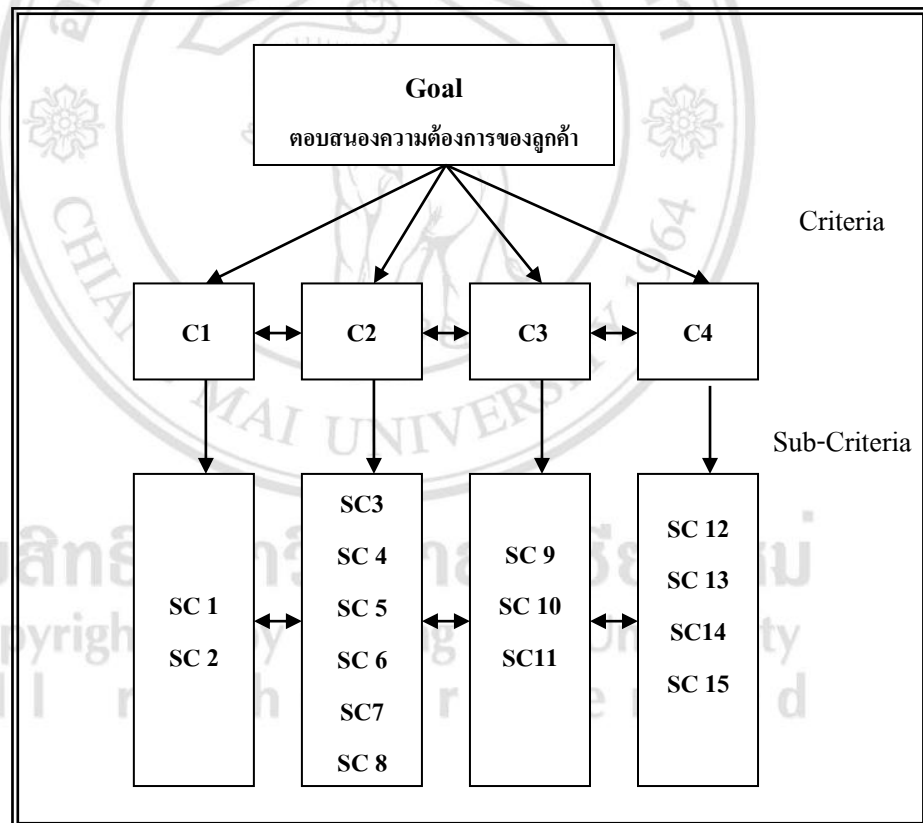 Goal
ตอบสนองความต้องการของลูกค้า
Criteria
C1
C2
C3
C4
Sub-Criteria
SC 1
SC 2
SC3
SC 4
SC 5
SC 6
SC7
SC 8
SC 9
SC 10
SC11
SC 12
SC 13
SC14
SC 15
MAI UNIVERSITY 1964